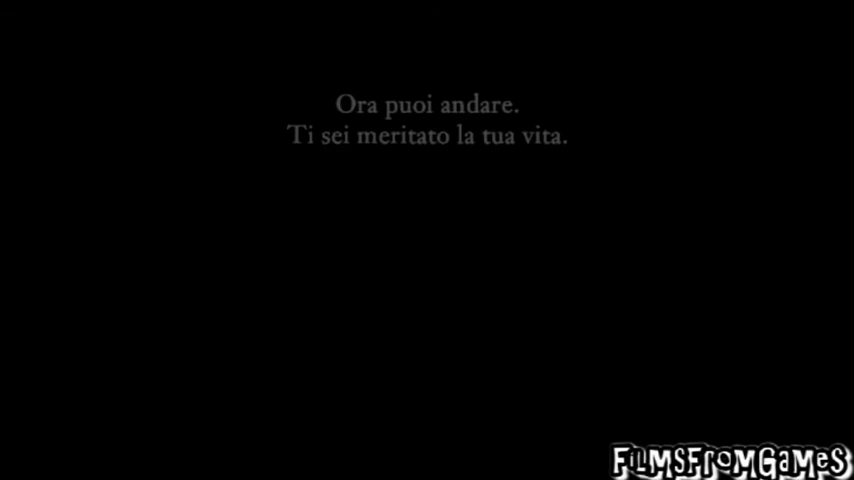 Ora puoi andare.
Ti sei meritato la tua vita.
FILMSFROMGAMES